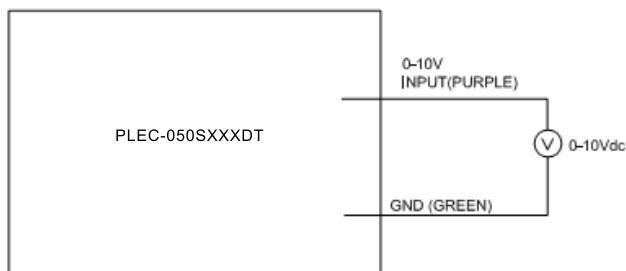 0-10V
INPUT(PURPLE)
PLEC-050SXXXDT
V
0-10Vdc
GND (GREEN)